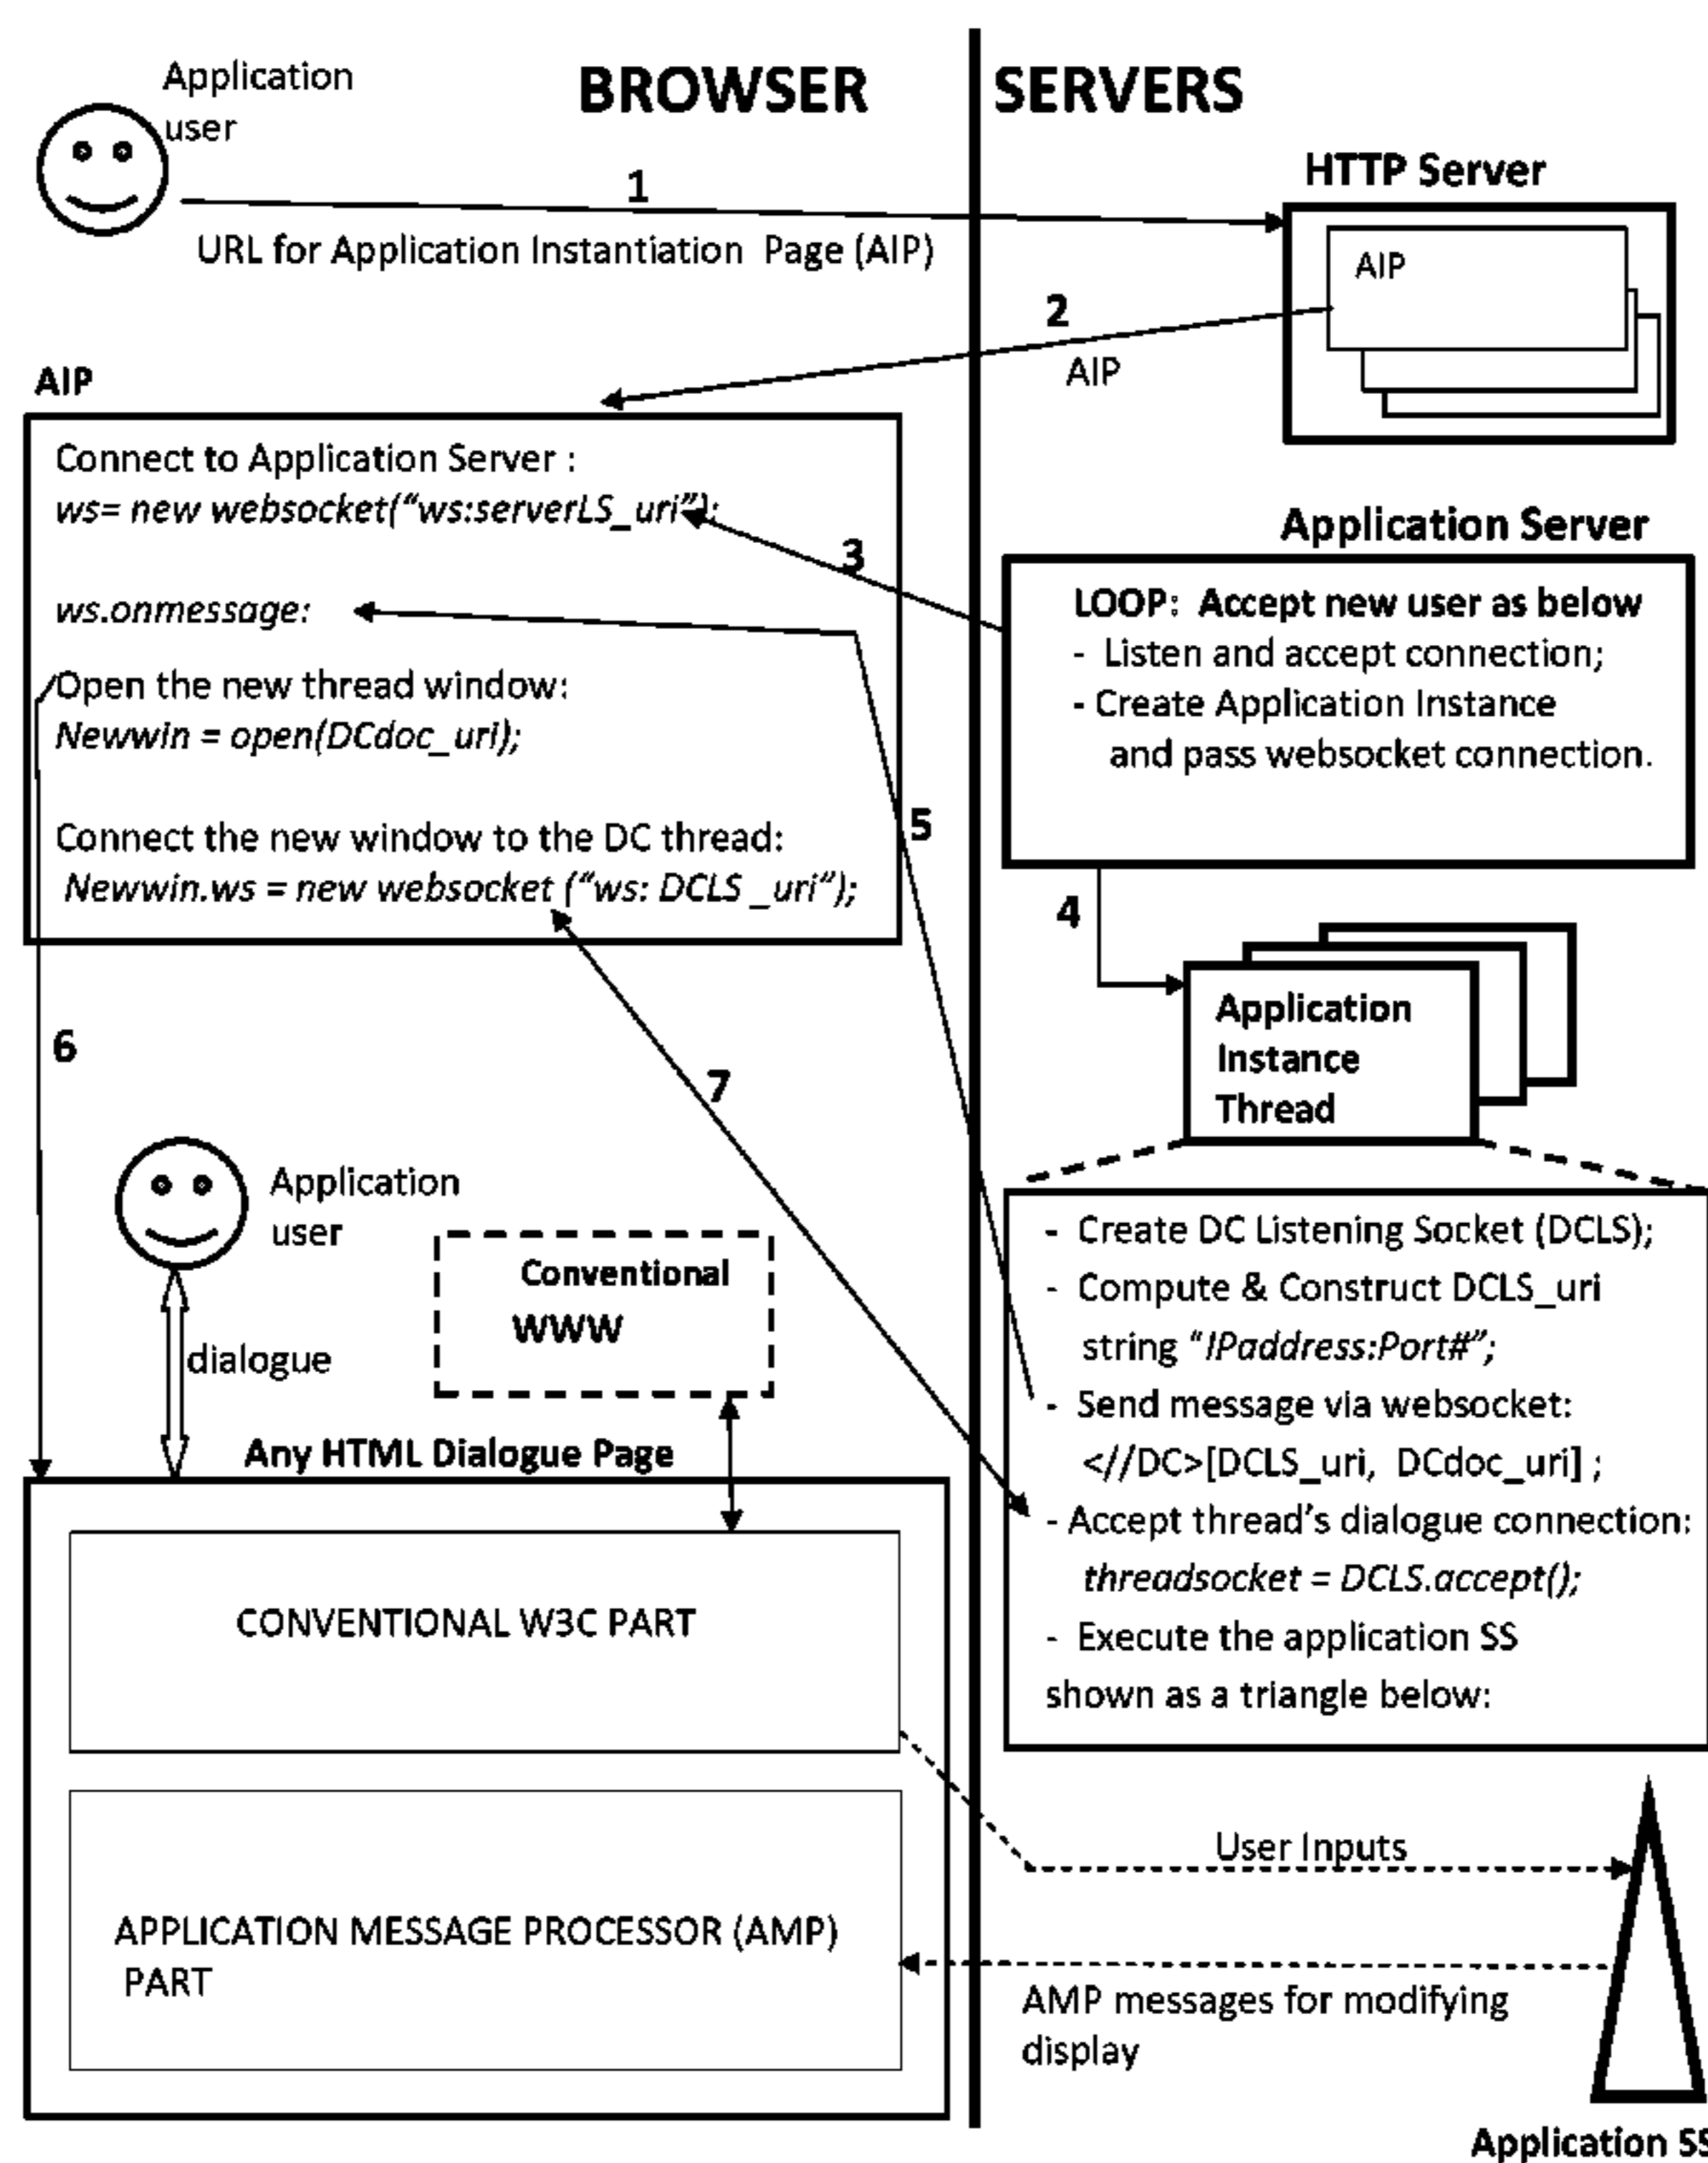 Application
user
BROWSER
SERVERS
1
URL for Application Instantiation Page (AIP)
HTTP Server
AIP
2
AIP
AIP
Connect to Application Server :
ws= new websocket("ws:serverLS_uri");
3
ws.onmessage:
Open the new thread window:
Newwin = open(DCdoc_uri);
Connect the new window to the DC thread:
Newwin.ws = new websocket ("ws: DCLS _uri");
Application Server
LOOP: Accept new user as below
- Listen and accept connection;
- Create Application Instance
and pass websocket connection.
5
4
Application
Instance
Thread
6
7
Application
user
dialogue
Conventional
WWW
- Create DC Listening Socket (DCLS);
- Compute & Construct DCLS_uri
string "IPaddress:Port#";
- Send message via websocket:
<//DC>[DCLS_uri, DCdoc_uri] ;
- Accept thread's dialogue connection:
threadsocket = DCLS.accept();
- Execute the application SS
shown as a triangle below:
Any HTML Dialogue Page
CONVENTIONAL W3C PART
APPLICATION MESSAGE PROCESSOR (AMP)
PART
User Inputs
AMP messages for modifying
display
Application SS